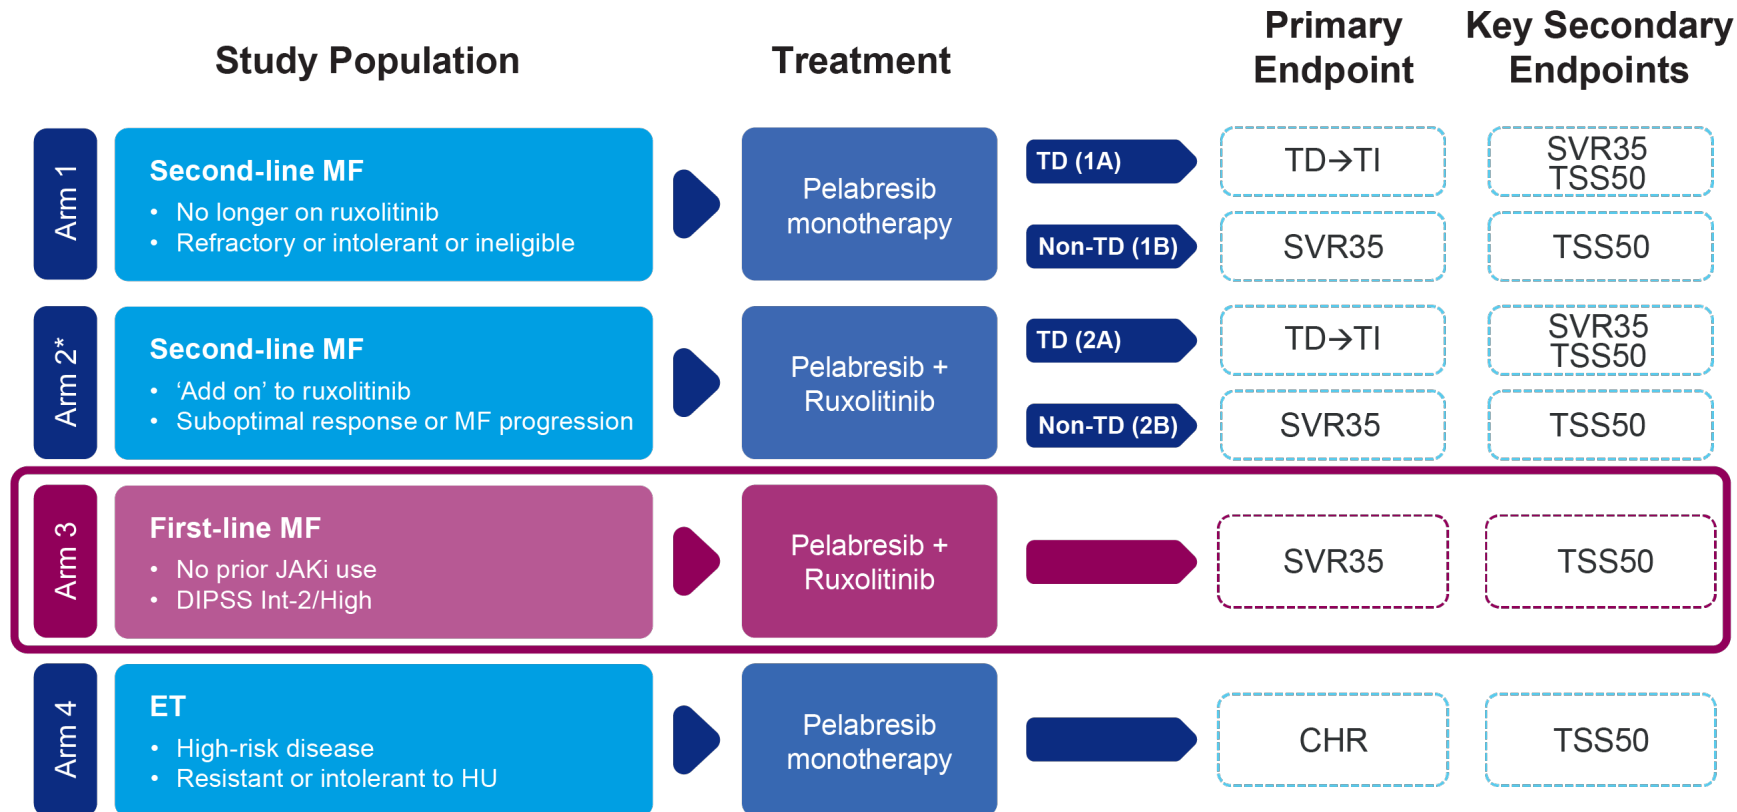 Study Population
Treatment
Primary
Endpoint
Key Secondary
Endpoints
Arm 1
Second-line MF
• No longer on ruxolitinib
• Refractory or intolerant or ineligible
Pelabresib
monotherapy
TD (1A)
TD→TI
SVR35
TSS50
Non-TD (1B)
SVR35
TSS50
Arm 2*
Second-line MF
• ‘Add on’ to ruxolitinib
• Suboptimal response or MF progression
Pelabresib +
Ruxolitinib
TD (2A)
TD→TI
SVR35
TSS50
Non-TD (2B)
SVR35
TSS50
Arm 3
First-line MF
• No prior JAKi use
• DIPSS Int-2/High
Pelabresib +
Ruxolitinib
SVR35
TSS50
Arm 4
ET
• High-risk disease
• Resistant or intolerant to HU
Pelabresib
monotherapy
CHR
TSS50